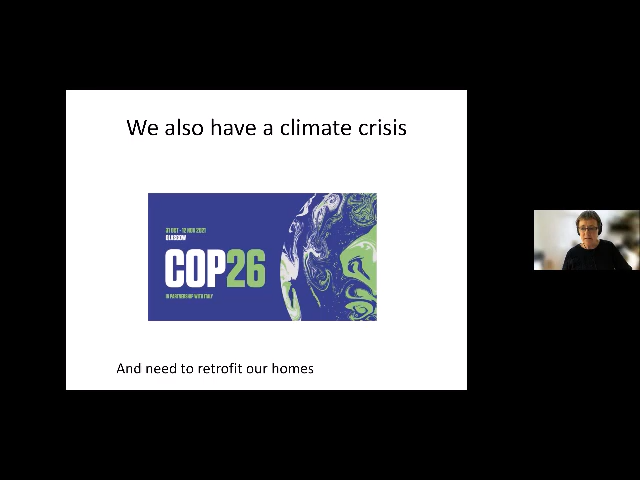 We also have a climate crisis
31 OCT - 12 NOV 2021
GLASGOW
COP26
IN PARTNERSHIP WITH ITALY
And need to retrofit our homes